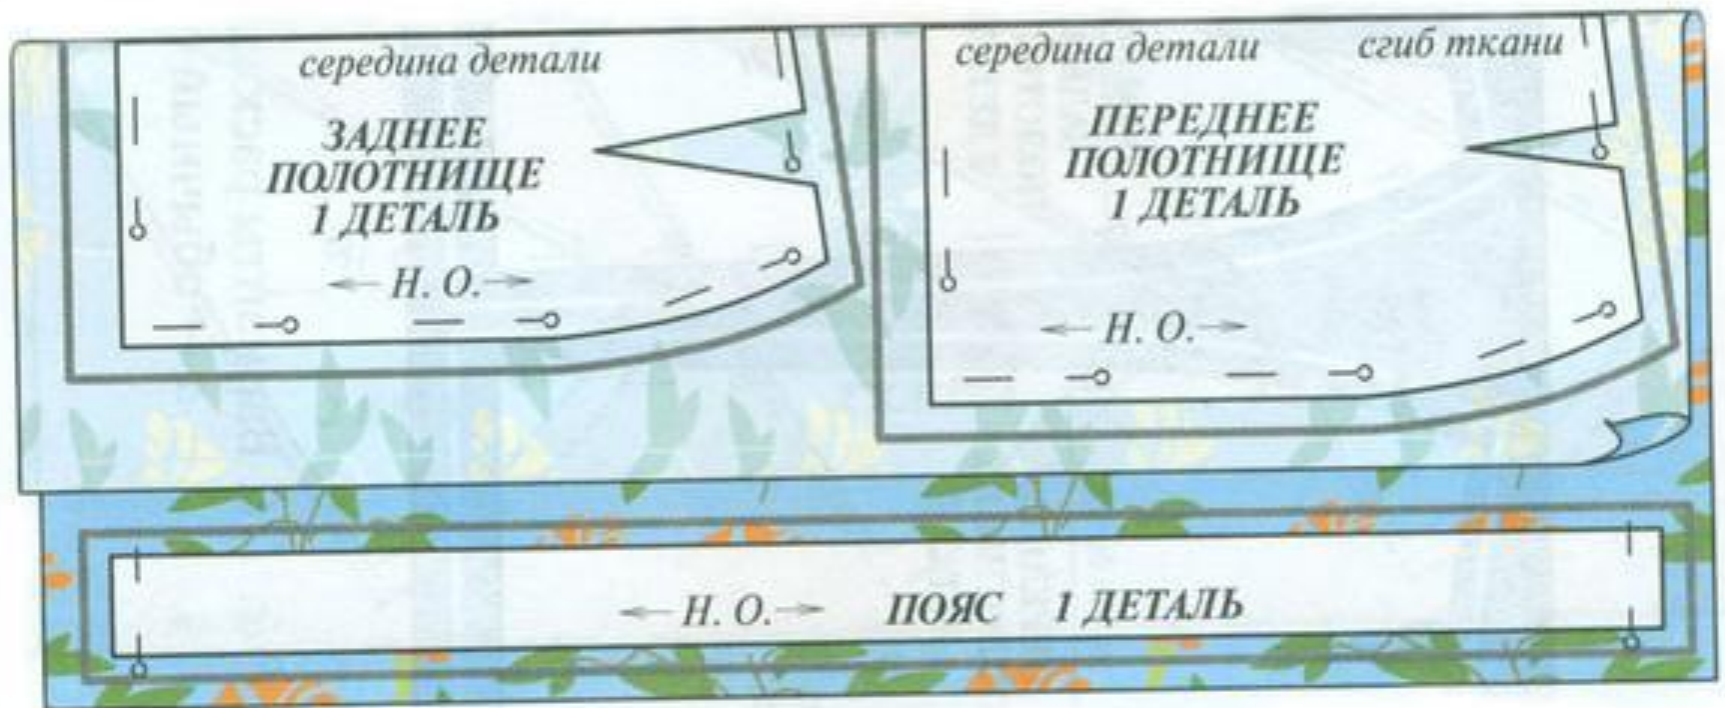 середина детали
ЗАДНЕЕ
ПОЛОТНИЩЕ
1 ДЕТАЛЬ
Н. О.
середина детали сгиб ткани
ПЕРЕДНЕЕ
ПОЛОТНИЩЕ
1 ДЕТАЛЬ
Н. О.
Н. О. ПОЯС 1 ДЕТАЛЬ